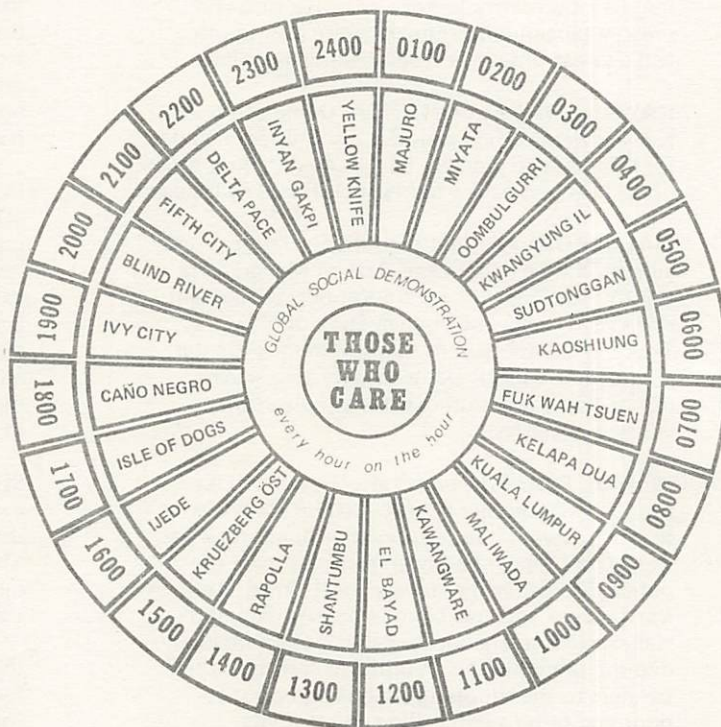 0100
0200
0300
0400
0500
0600
0700
0800
0900
1000
1100
1200
1300
1400
1500
1600
1700
1800
1900
2000
2100
2200
2300
2400
MAJURO
MIYATA
OOMBULGURRI
KWANGYUNG IL
SUDTONGGAN
KAOSHIUNG
FUK WAH TSUEN
KELAPA DUA
KUALA LUMPUR
MALIWADA
KAWANGWARE
EL BAYAD
SHANTUMBU
RAPOLLA
KRUEZBERG ÖST
IJEDE
ISLE OF DOGS
CAÑO NEGRO
IVY CITY
BLIND RIVER
FIFTH CITY
DELTA PACE
INYAN GAKPI
YELLOW KNIFE
GLOBAL SOCIAL DEMONSTRATION
THOSE
WHO
CARE
every hour on the hour